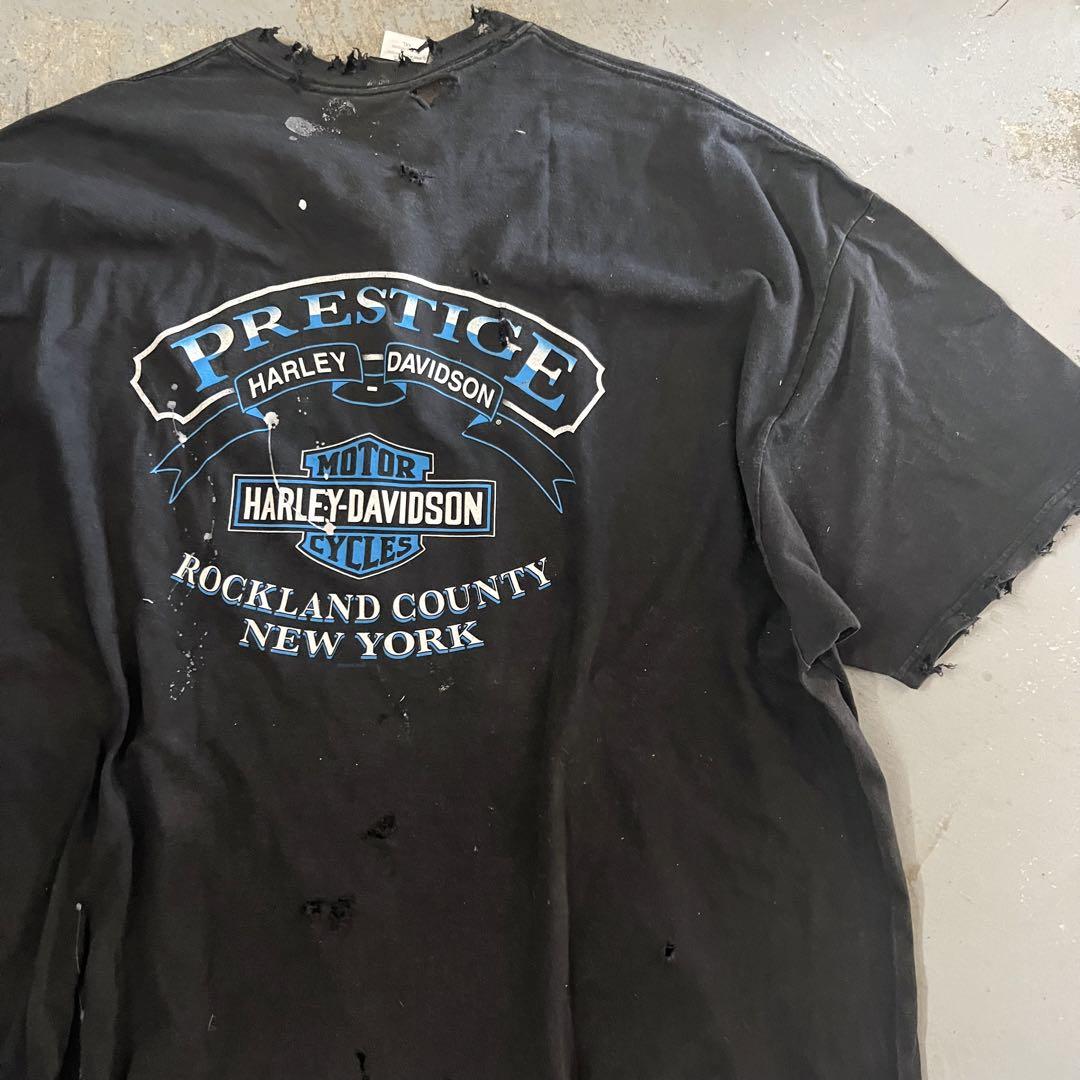 PRESTIGE
HARLEY - DAVIDSON
MOTOR
HARLEY-DAVIDSON
CYCLES
ROCKLAND COUNTY
NEW YORK